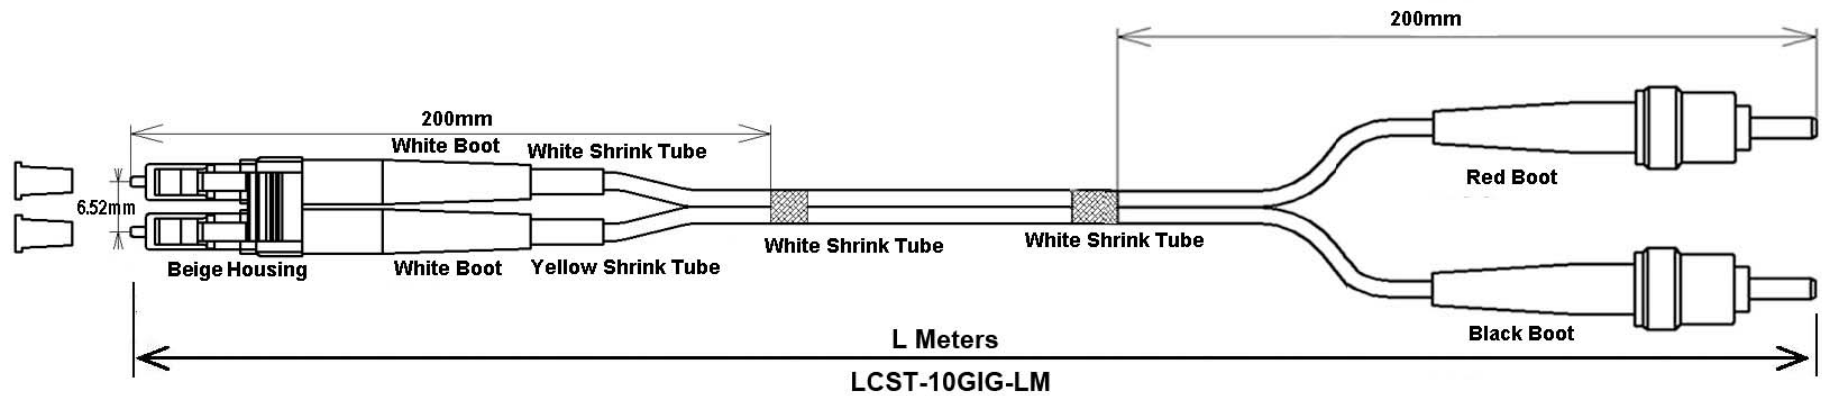 200mm
200mm
White Boot
White Shrink Tube
Red Boot
6.52mm
White Shrink Tube
White Shrink Tube
Beige Housing
White Boot
Yellow Shrink Tube
Black Boot
L Meters
LCST-10GIG-LM